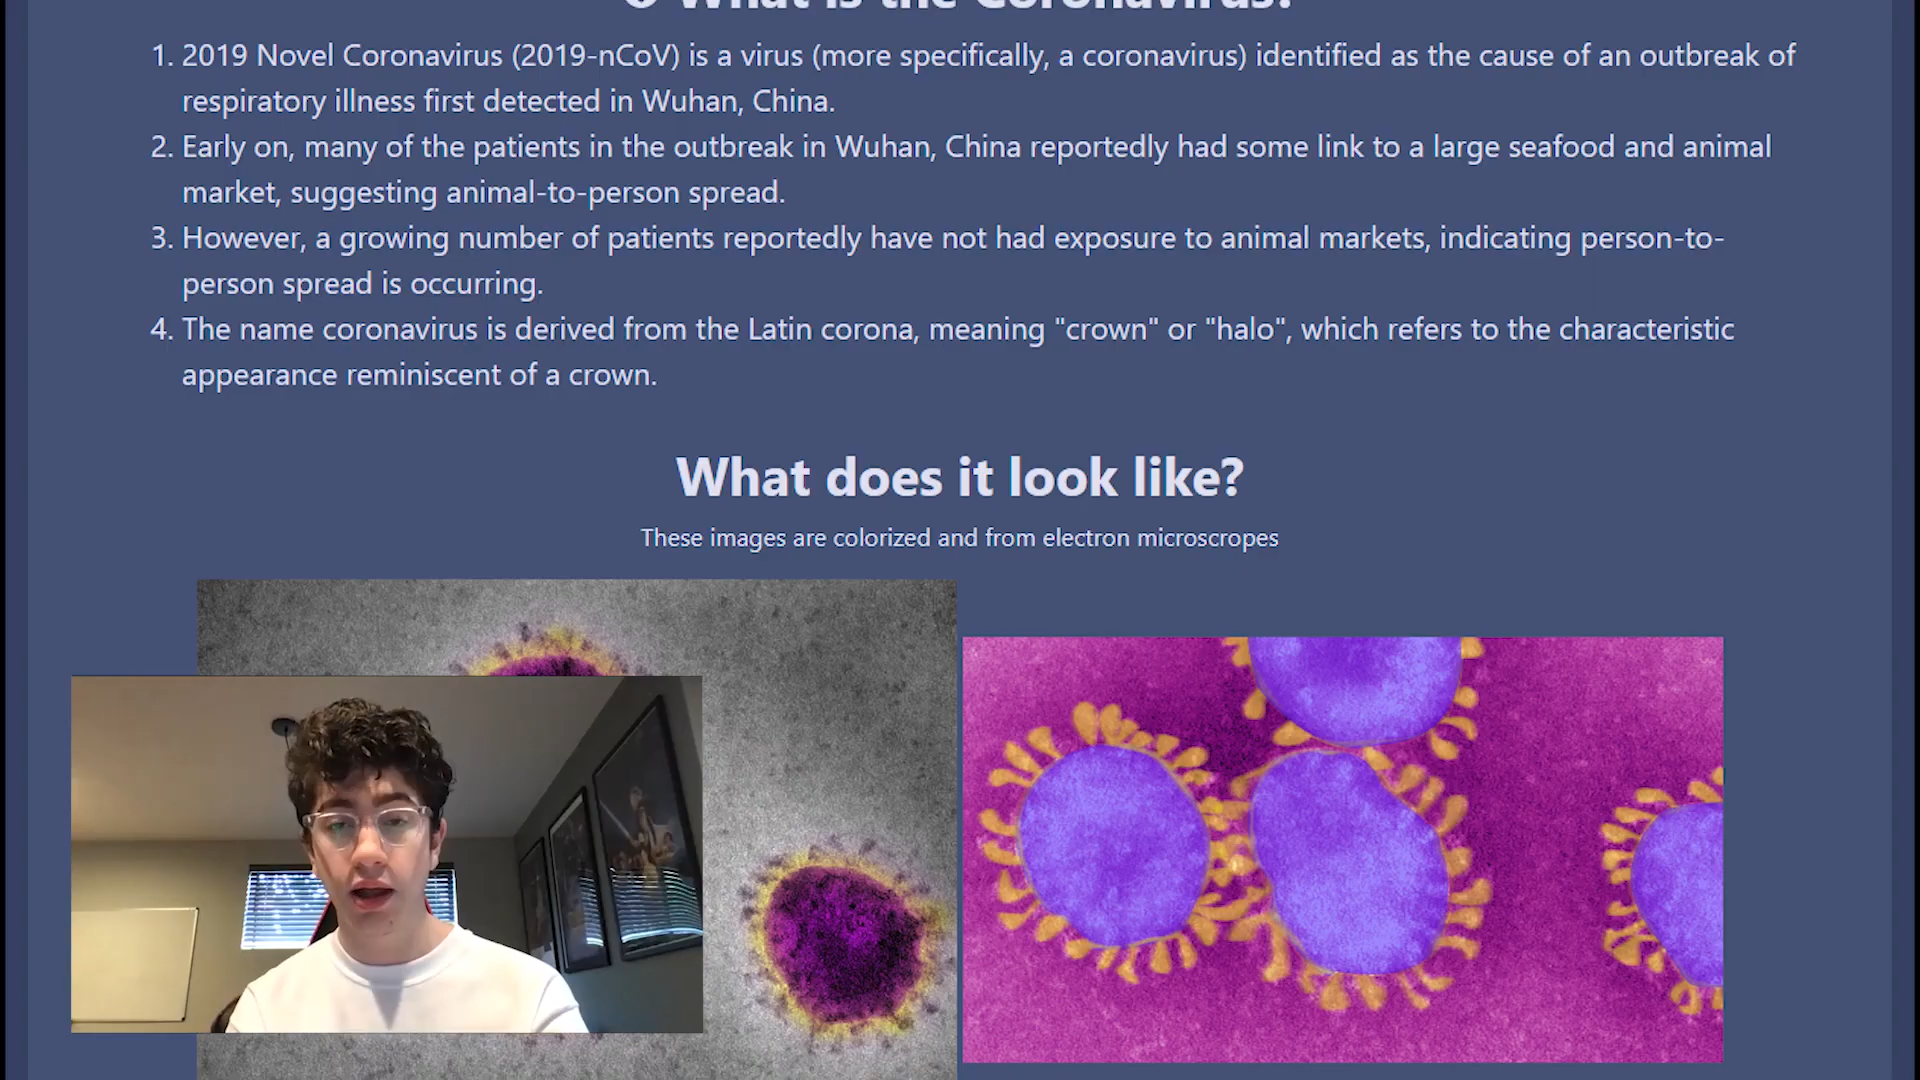 What is the Coronavirus?
1. 2019 Novel Coronavirus (2019-nCoV) is a virus (more specifically, a coronavirus) identified as the cause of an outbreak of
respiratory illness first detected in Wuhan, China.
2. Early on, many of the patients in the outbreak in Wuhan, China reportedly had some link to a large seafood and animal
market, suggesting animal-to-person spread.
3. However, a growing number of patients reportedly have not had exposure to animal markets, indicating person-to-
person spread is occurring.
4. The name coronavirus is derived from the Latin corona, meaning "crown" or "halo", which refers to the characteristic
appearance reminiscent of a crown.
What does it look like?
These images are colorized and from electron microscopes